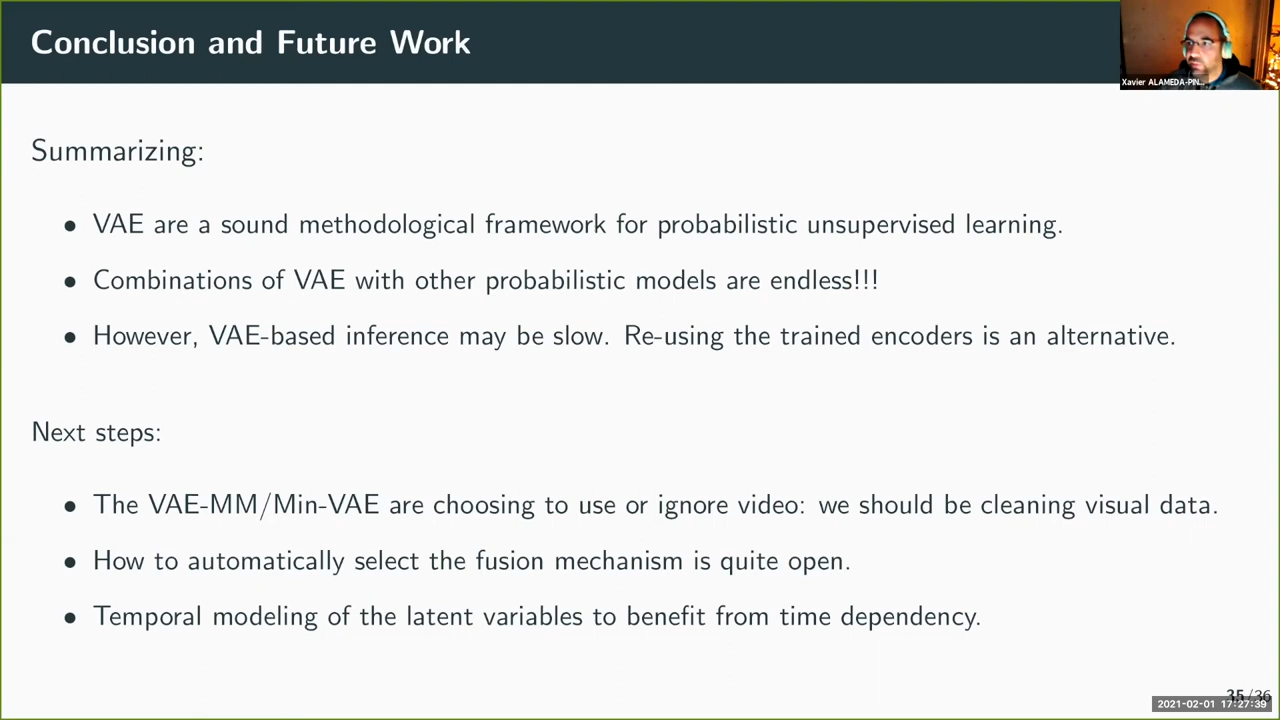 Conclusion and Future Work
Xavier ALAMEDA-PIN...
Summarizing:
• VAE are a sound methodological framework for probabilistic unsupervised learning.
• Combinations of VAE with other probabilistic models are endless!!!
• However, VAE-based inference may be slow. Re-using the trained encoders is an alternative.
Next steps:
• The VAE-MM/Min-VAE are choosing to use or ignore video: we should be cleaning visual data.
• How to automatically select the fusion mechanism is quite open.
• Temporal modeling of the latent variables to benefit from time dependency.
35/36
2021-02-01 17:27:39